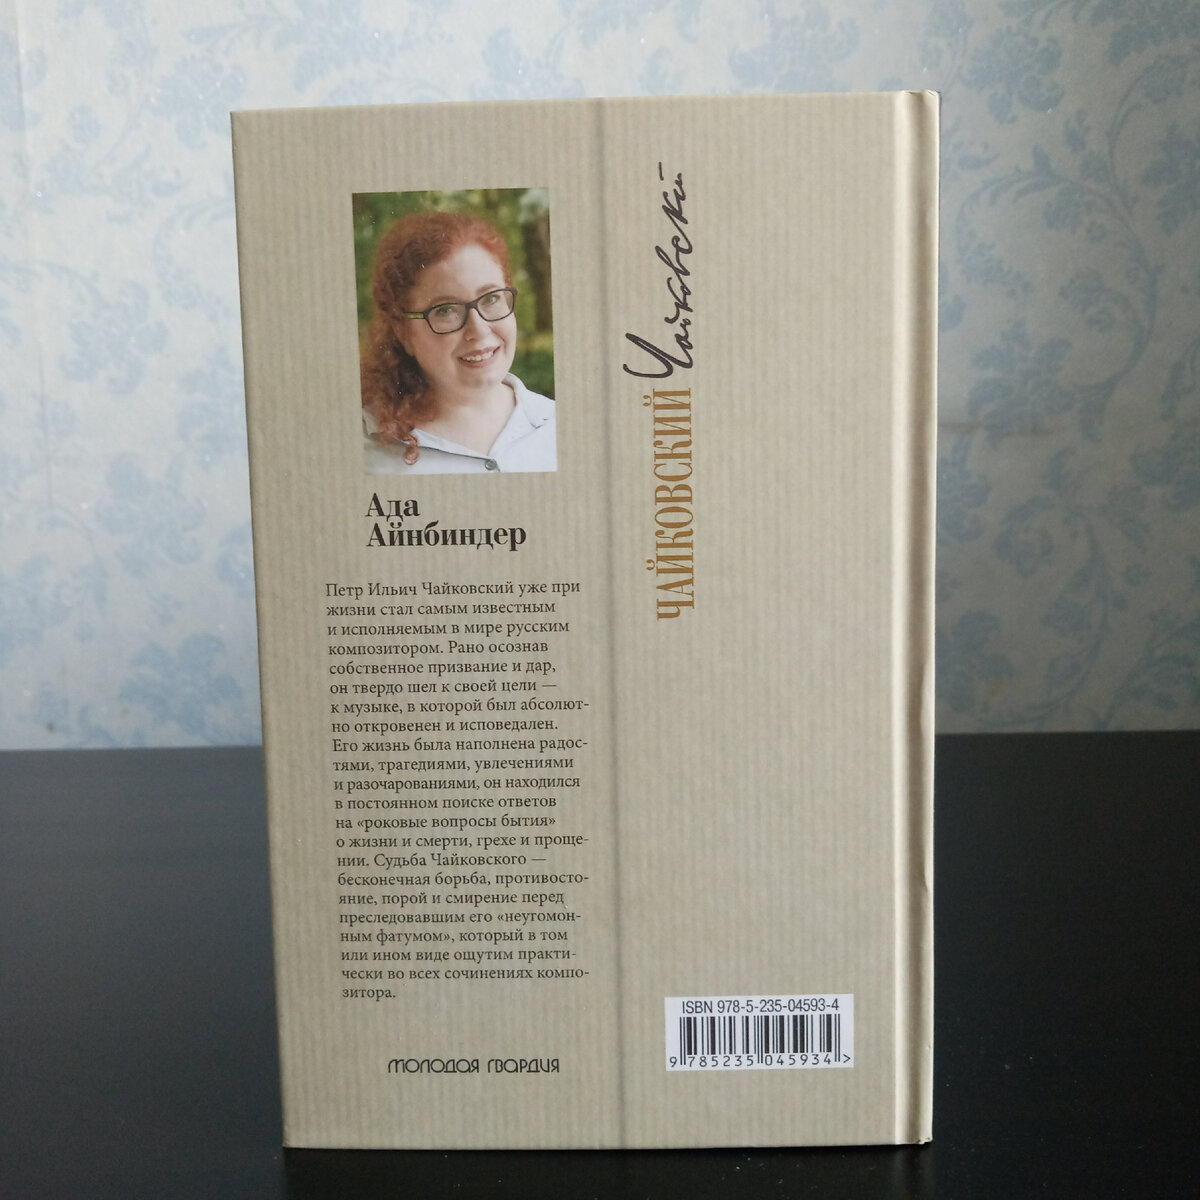 Ада
Айнбиндер
Петр Ильич Чайковский уже при
жизни стал самым известным
и исполняемым в мире русским
композитором. Рано осознав
собственное призвание и дар,
он твердо шел к своей цели —
к музыке, в которой был абсолют-
но откровенен и исповедален.
Его жизнь была наполнена радос-
тями, трагедиями, увлечениями
и разочарованиями, он находился
в постоянном поиске ответов
на «роковые вопросы бытия»
о жизни и смерти, грехе и проще-
нии. Судьба Чайковского —
бесконечная борьба, противосто-
яние, порой и смирение перед
преследовавшим его «неугомон-
ным фатумом», который в том
или ином виде ощутим практи-
чески во всех сочинениях компо-
зитора.
МОЛОДАЯ ГВАРДИЯ
ЧАЙКОВСКИЙ
Чайковский
ISBN 978-5-235-04593-4
9 785235 045934 >